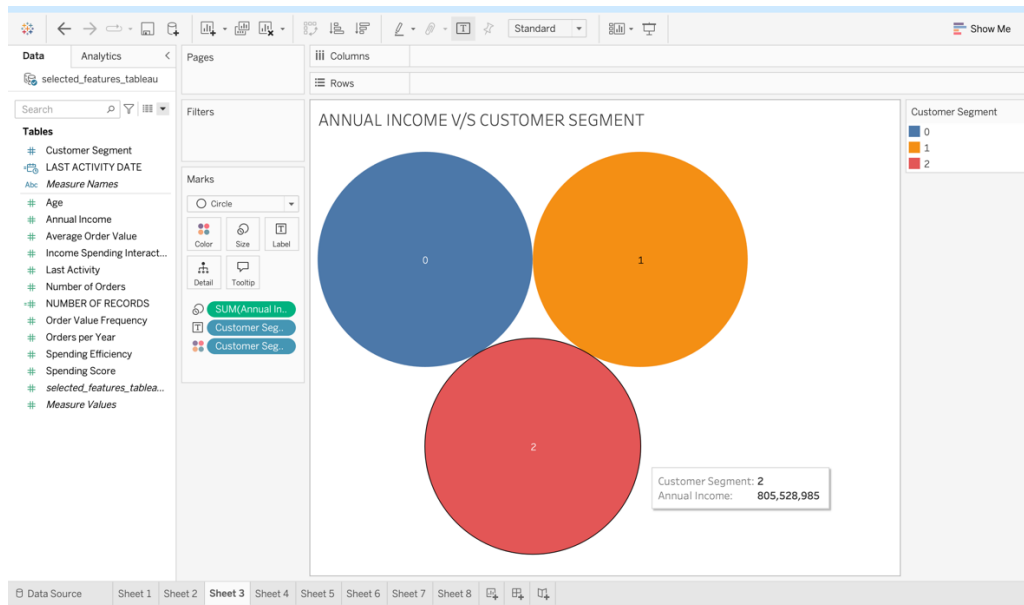 Standard
Show Me
Data
Analytics
Pages
Columns
selected_features_tableau
Rows
Search
Filters
ANNUAL INCOME V/S CUSTOMER SEGMENT
Customer Segment
0
1
2
Tables
Customer Segment
LAST ACTIVITY DATE
Abc Measure Names
Age
Annual Income
Average Order Value
Income Spending Interact...
Last Activity
Number of Orders
NUMBER OF RECORDS
Order Value Frequency
Orders per Year
Spending Efficiency
Spending Score
selected_features_tablea...
Measure Values
Marks
Circle
Color
Size
Label
Detail
Tooltip
SUM(Annual In..
Customer Seg..
Customer Seg..
0
1
2
Customer Segment: 2
Annual Income: 805,528,985
Data Source
Sheet 1
Sheet 2
Sheet 3
Sheet 4
Sheet 5
Sheet 6
Sheet 7
Sheet 8